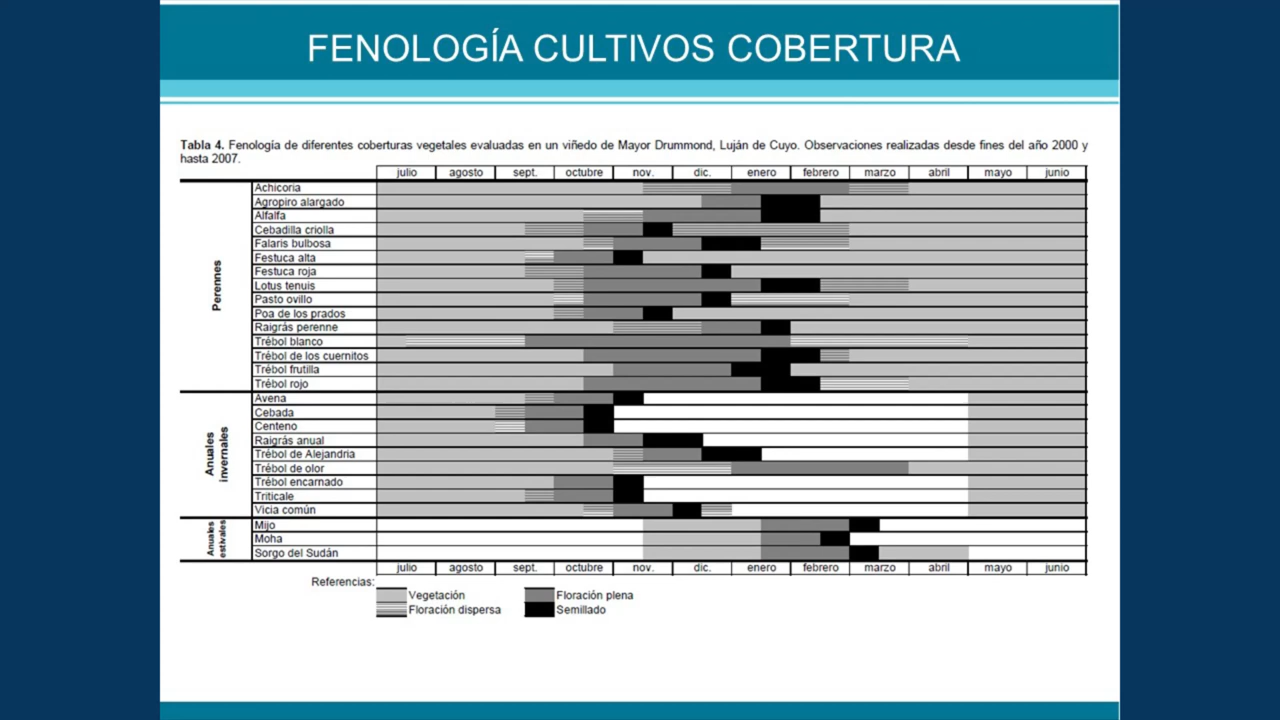 FENOLOGÍA CULTIVOS COBERTURA
Tabla 4. Fenología de diferentes coberturas vegetales evaluadas en un viñedo de Mayor Drummond, Luján de Cuyo. Observaciones realizadas desde fines del año 2000 y
hasta 2007.
julio agosto sept. octubre nov. dic. enero febrero marzo abril mayo junio
Perennes
Achicoria
Agropiro alargado
Alfalfa
Cebadilla criolla
Falaris bulbosa
Festuca alta
Festuca roja
Lotus tenuis
Pasto ovillo
Poa de los prados
Raigrás perenne
Trébol blanco
Trébol de los cuernitos
Trébol frutilla
Trébol rojo
Anuales
invernales
Avena
Cebada
Centeno
Raigrás anual
Trébol de Alejandria
Trébol de olor
Trébol encarnado
Triticale
Vicia común
Anuales
estivales
Mijo
Moha
Sorgo del Sudán
julio agosto sept. octubre nov. dic. enero febrero marzo abril mayo junio
Referencias:
Vegetación Floración plena
Floración dispersa Semillado